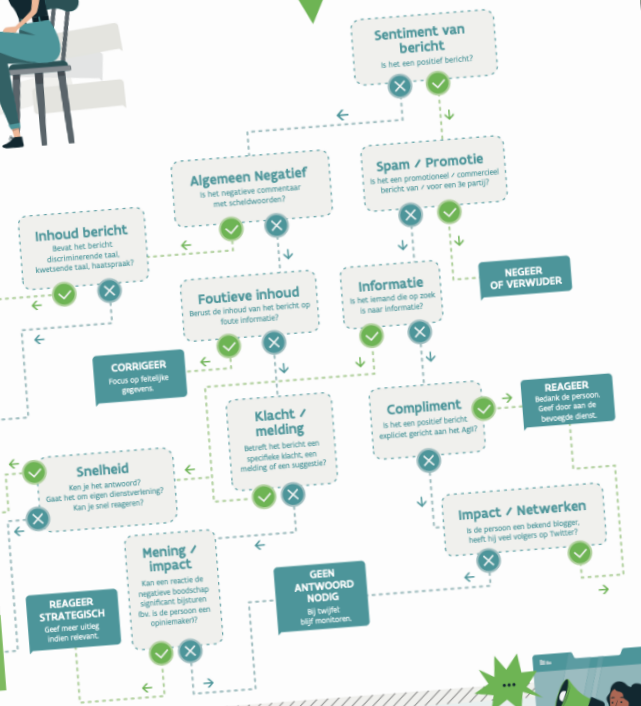 Sentiment van
bericht
Is het een positief bericht?
Algemeen Negatief
Is het negatieve commentaar
met scheldwoorden?
Spam / Promotie
Is het een promotioneel / commercieel
bericht van / voor een 3e partij?
Inhoud bericht
Bevat het bericht
discriminerende taal,
kwetsende taal, haatspraak?
Foutieve inhoud
Berust de inhoud van het bericht op
foute informatie?
Informatie
Is het iemand die op zoek
is naar informatie?
NEGEER
OF VERWIJDER
CORRIGEER
Focus op feitelijke
gegevens.
Klacht /
melding
Betreft het bericht een
specifieke klacht, een
melding of een suggestie?
Compliment
Is het een positief bericht
expliciet gericht aan het AgII?
REAGEER
Bedank de persoon.
Geef door aan de
bevoegde dienst.
Snelheid
Ken je het antwoord?
Gaat het om eigen dienstverlening?
Kan je snel reageren?
Impact / Netwerken
Is de persoon een bekend blogger,
heeft hij veel volgers op Twitter?
Mening /
impact
Kan een reactie de
negatieve boodschap
significant bijsturen
(bv. is de persoon een
opiniemaker)?
GEEN
ANTWOORD
NODIG
Bij twijfel
blijf monitoren.
REAGEER
STRATEGISCH
Geef meer uitleg
indien relevant.
...